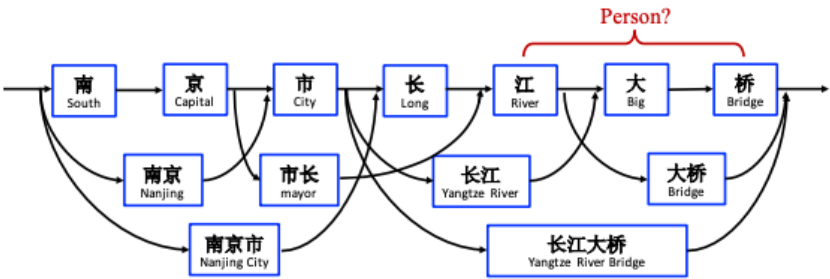 Person?
南
South
京
Capital
市
City
长
Long
江
River
大
Big
桥
Bridge
南京
Nanjing
市长
mayor
长江
Yangtze River
大桥
Bridge
南京市
Nanjing City
长江大桥
Yangtze River Bridge